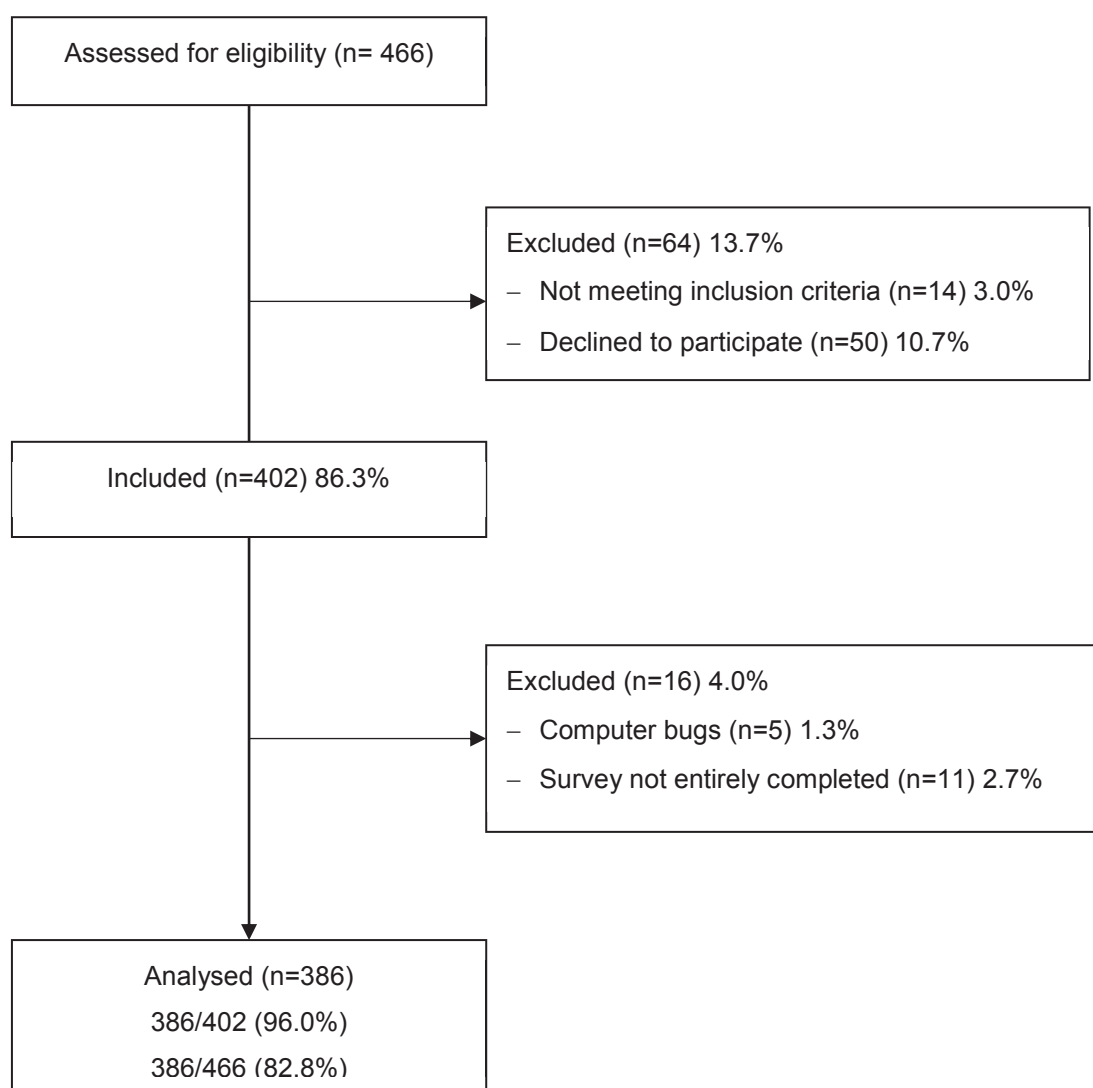 Assessed for eligibility (n= 466)
Excluded (n=64) 13.7%
– Not meeting inclusion criteria (n=14) 3.0%
– Declined to participate (n=50) 10.7%
Included (n=402) 86.3%
Excluded (n=16) 4.0%
– Computer bugs (n=5) 1.3%
– Survey not entirely completed (n=11) 2.7%
Analysed (n=386)
386/402 (96.0%)
386/466 (82.8%)